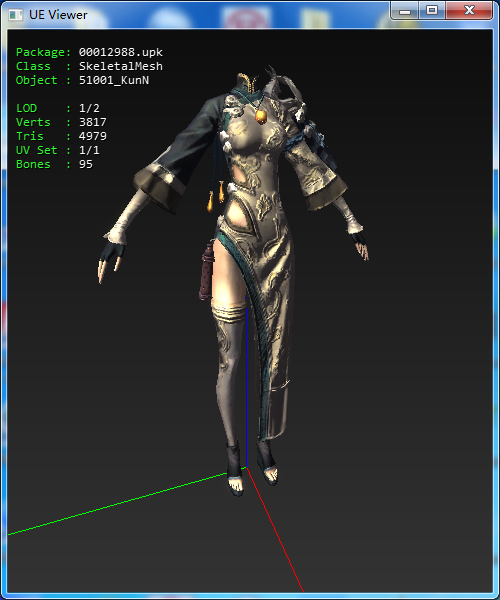 UE Viewer
Package: 00012988.upk
Class : SkeletalMesh
Object : 51001_KunN
LOD : 1/2
Verts : 3817
Tris : 4979
UV Set : 1/1
Bones : 95